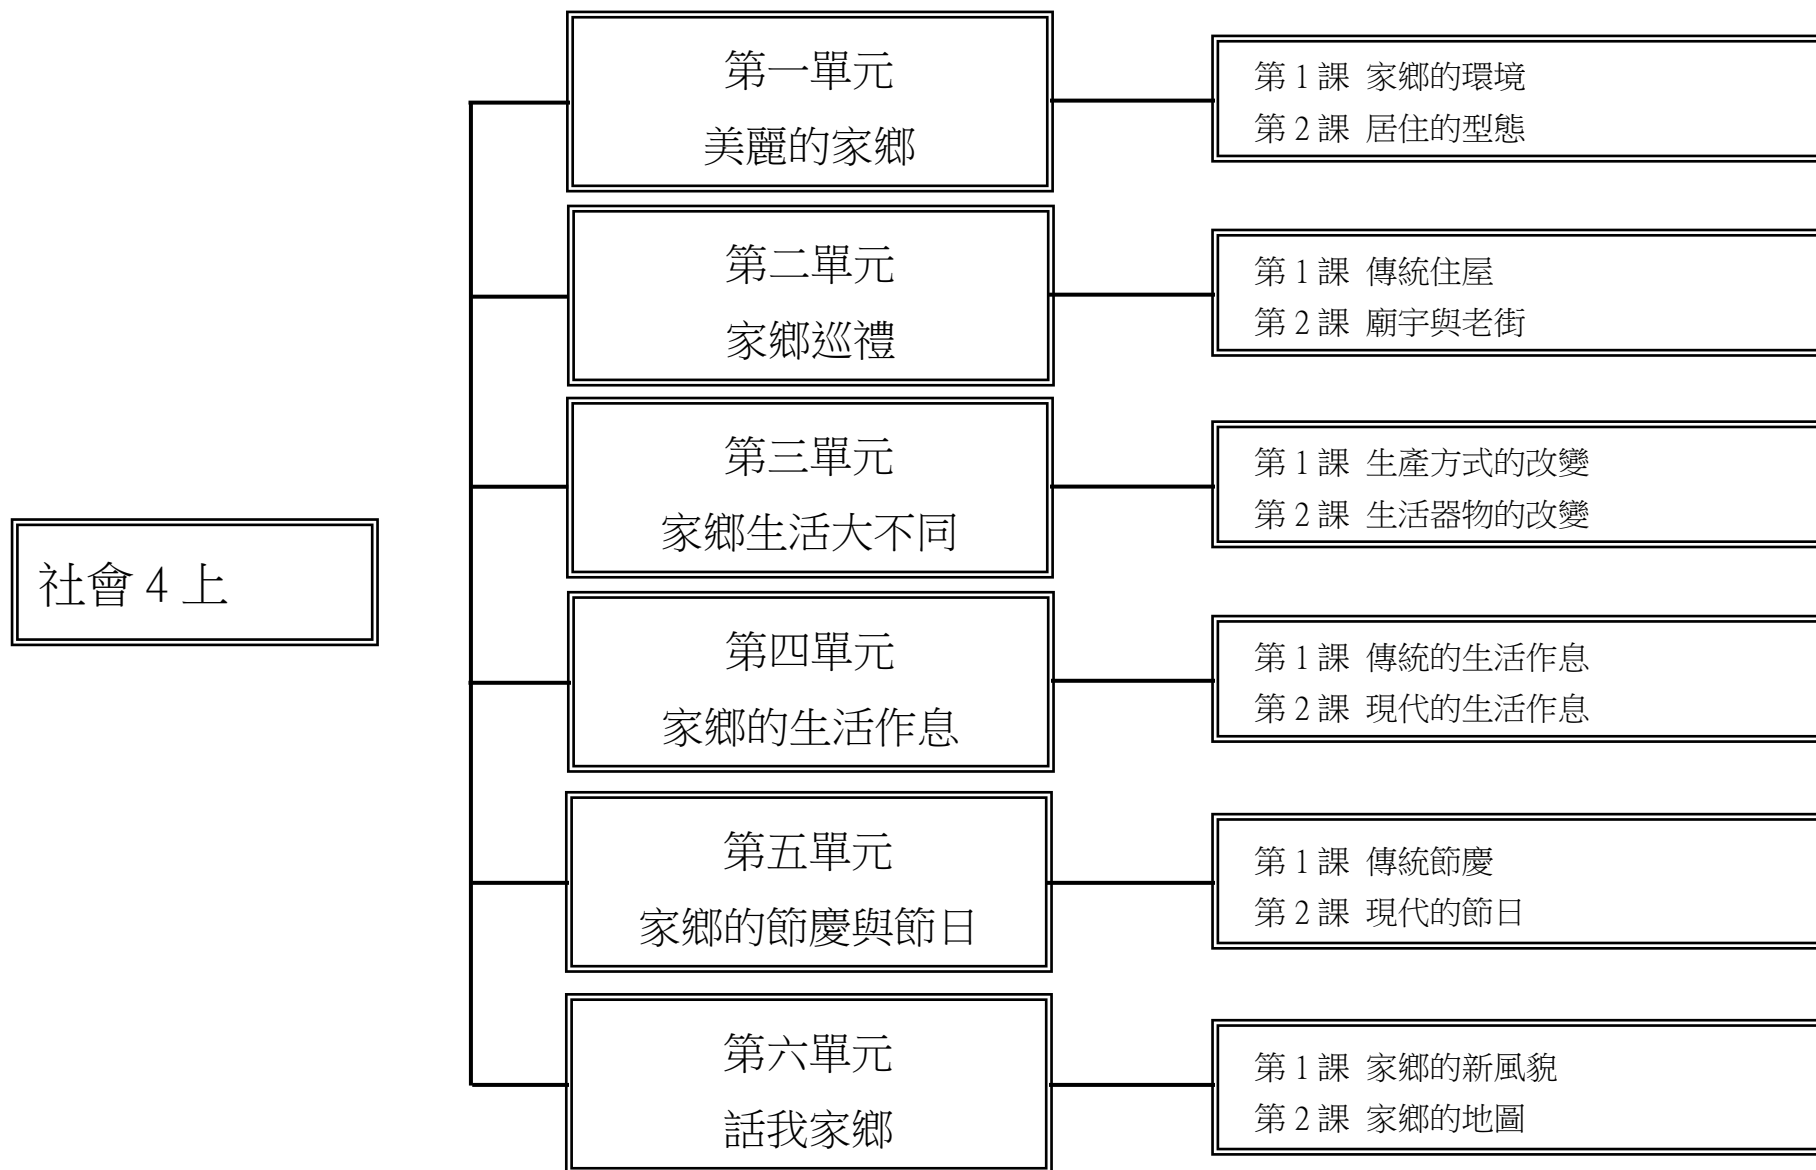 社會 4 上
第一單元
美麗的家鄉
第 1 課 家鄉的環境
第 2 課 居住的型態
第二單元
家鄉巡禮
第 1 課 傳統住屋
第 2 課 廟宇與老街
第三單元
家鄉生活大不同
第 1 課 生產方式的改變
第 2 課 生活器物的改變
第四單元
家鄉的生活作息
第 1 課 傳統的生活作息
第 2 課 現代的生活作息
第五單元
家鄉的節慶與節日
第 1 課 傳統節慶
第 2 課 現代的節日
第六單元
話我家鄉
第 1 課 家鄉的新風貌
第 2 課 家鄉的地圖